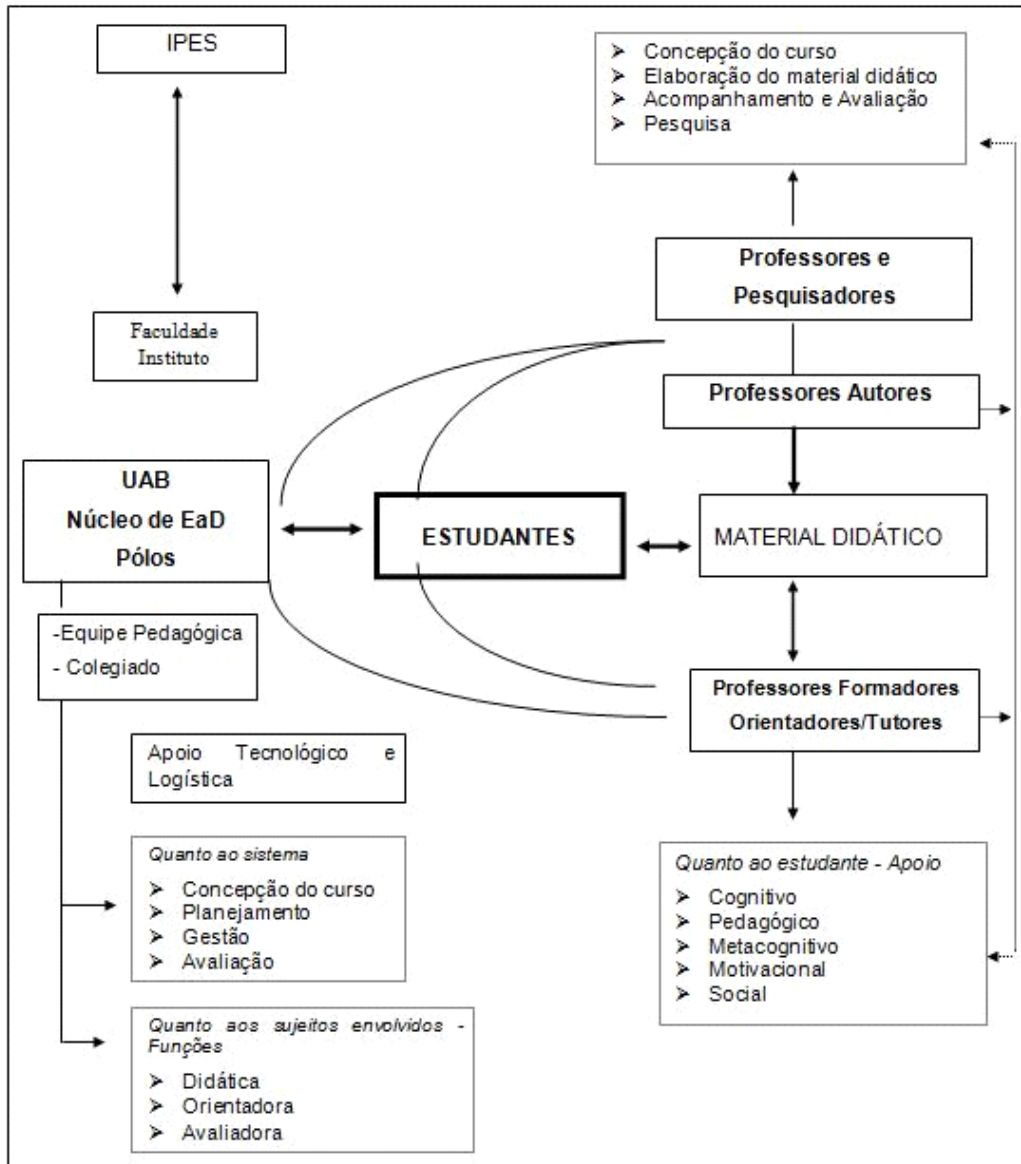 IPES
➤ Concepção do curso
➤ Elaboração do material didático
➤ Acompanhamento e Avaliação
➤ Pesquisa
Professores e
Pesquisadores
Faculdade
Instituto
Professores Autores
UAB
Núcleo de EaD
Pólos
ESTUDANTES
MATERIAL DIDÁTICO
-Equipe Pedagógica
- Colegiado
Professores Formadores
Orientadores/Tutores
Apoio Tecnológico e
Logística
Quanto ao sistema
➤ Concepção do curso
➤ Planejamento
➤ Gestão
➤ Avaliação
Quanto ao estudante - Apoio
➤ Cognitivo
➤ Pedagógico
➤ Metacognitivo
➤ Motivacional
➤ Social
Quanto aos sujeitos envolvidos -
Funções
➤ Didática
➤ Orientadora
➤ Avaliadora